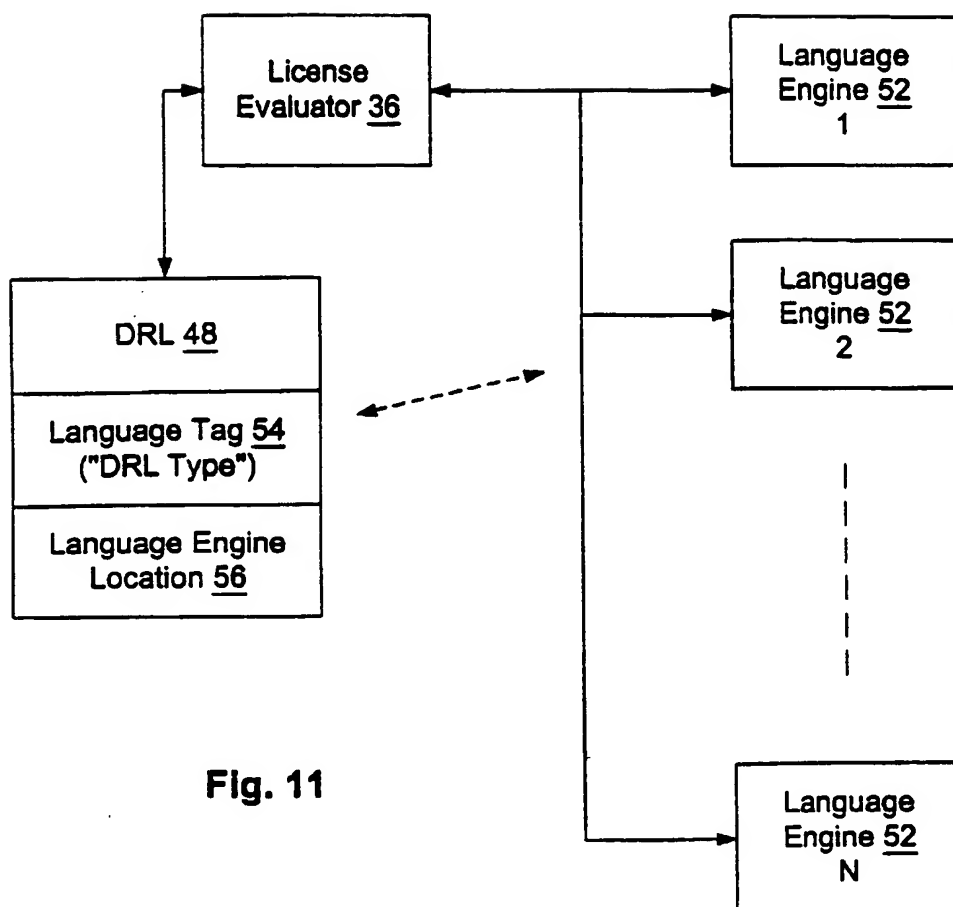 License
Evaluator 36
Language
Engine 52
1
Language
Engine 52
2
DRL 48
Language Tag 54
("DRL Type")
Language Engine
Location 56
Fig. 11
Language
Engine 52
N